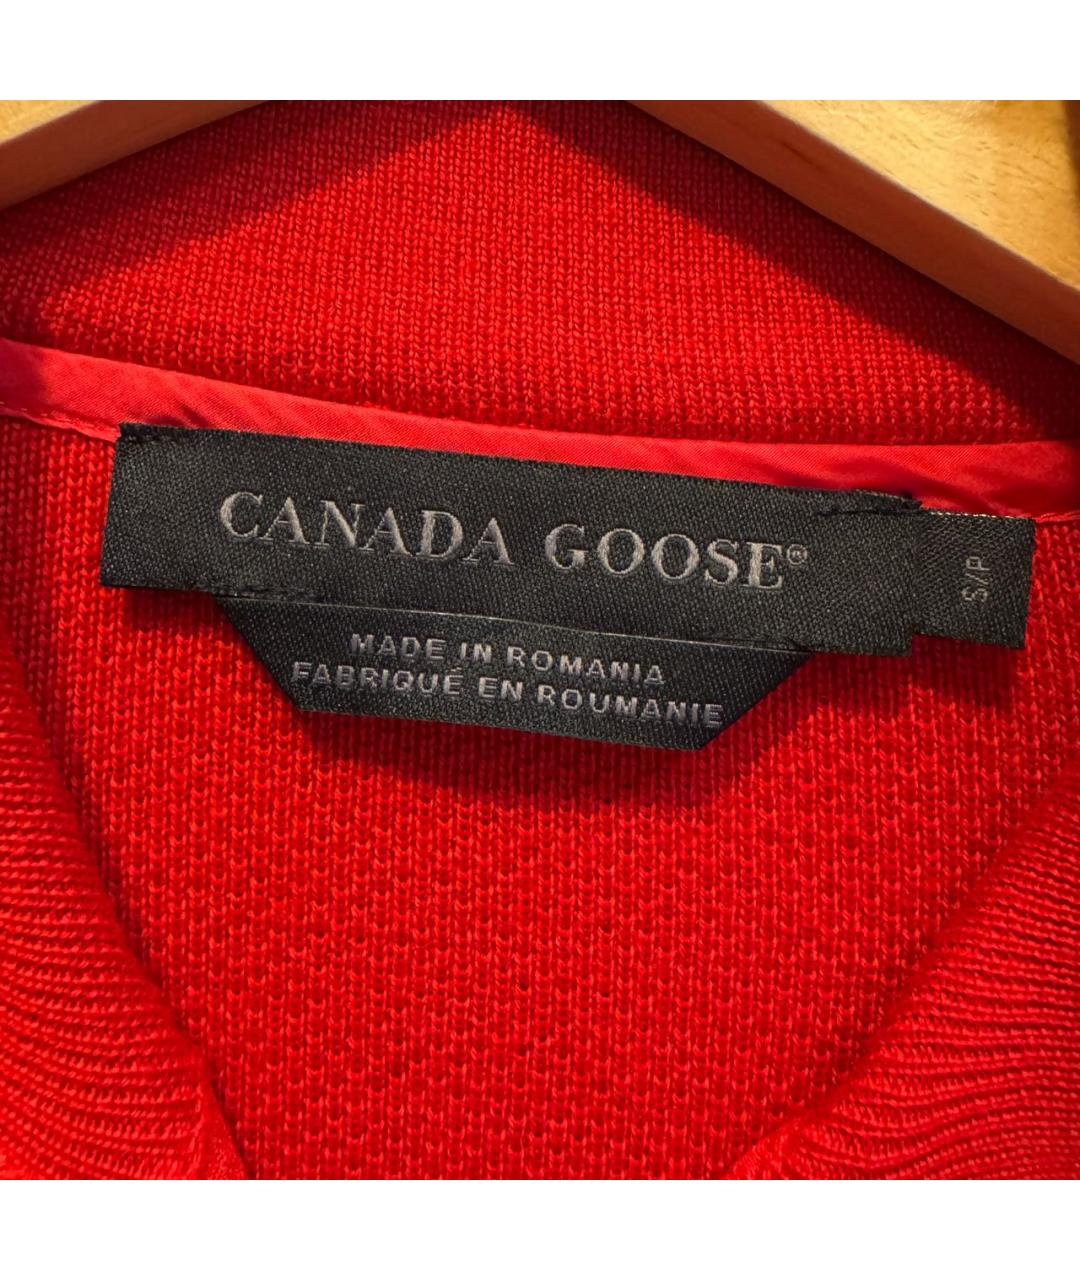 CANADA GOOSE®
S/P
MADE IN ROMANIA
FABRIQUÉ EN ROUMANIE